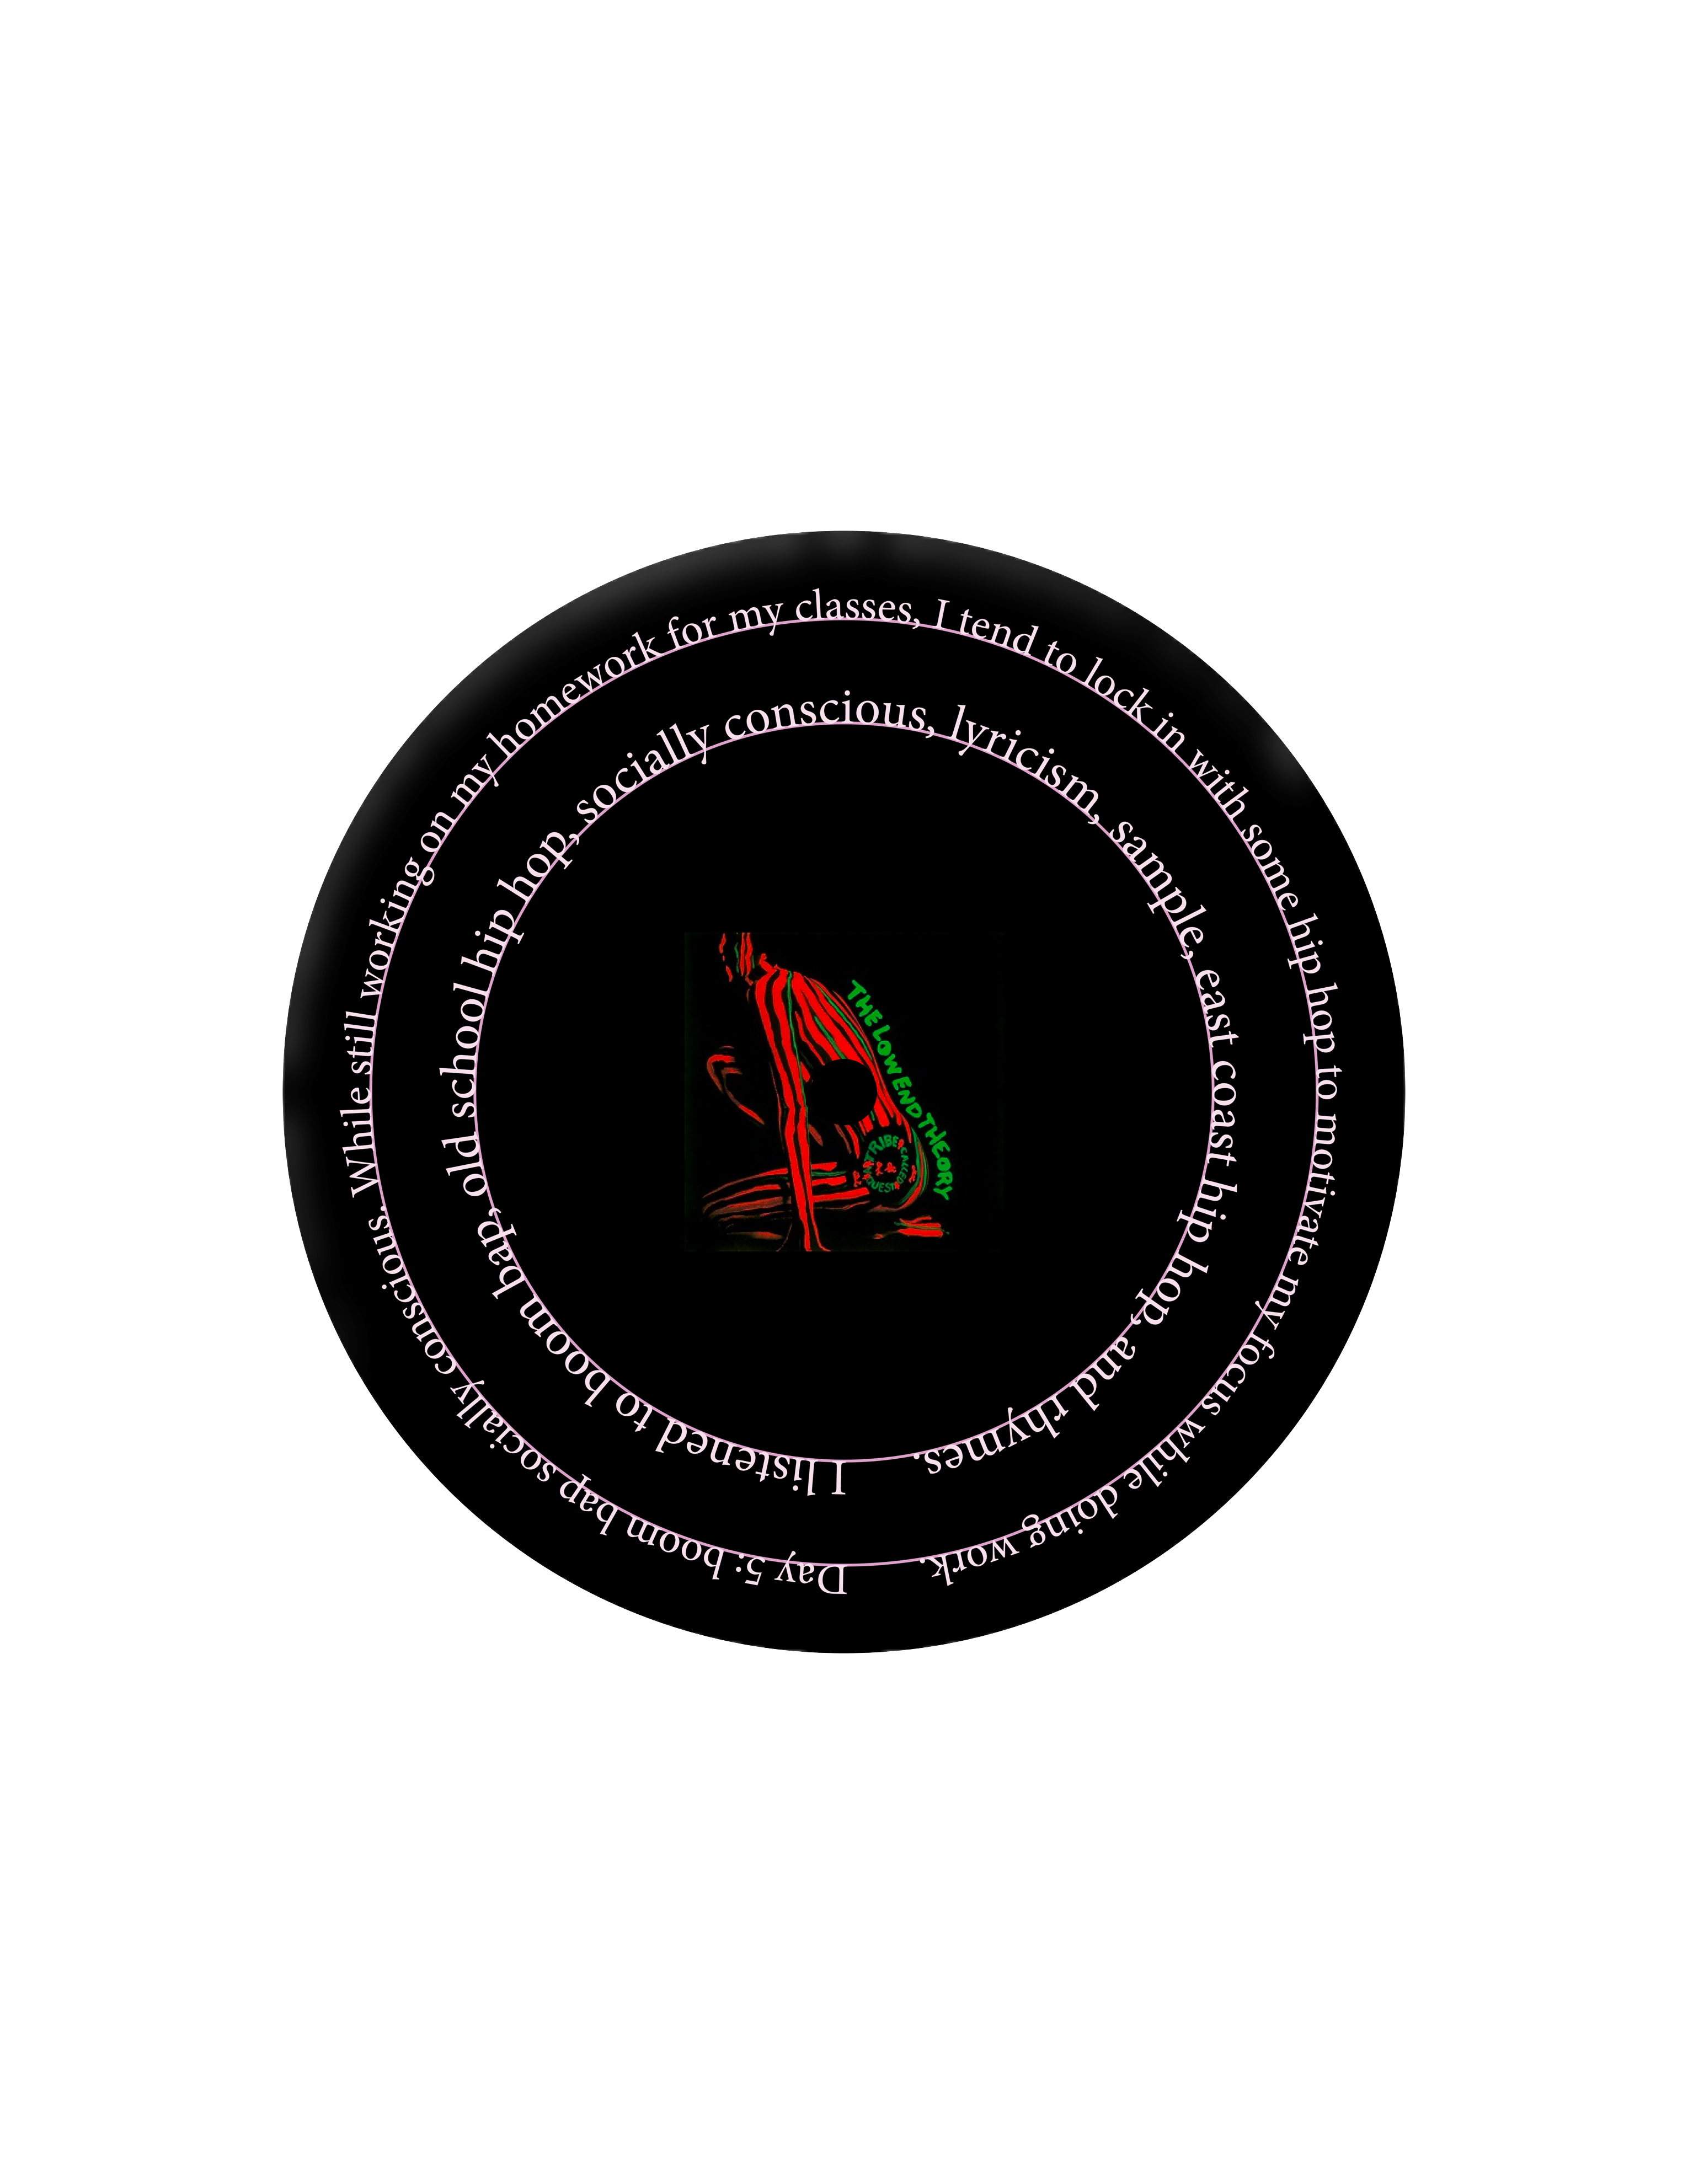 Day 5: boom bap socially conscious. While still working on my homework for my classes, I tend to lock in with some hip hop to motivate my focus while doing work.
I listened to boom bap, old school hip hop, socially conscious, lyricism, sample, east coast hip hop, and rhymes.
THE LOW END THEORY
A TRIBE CALLED QUEST